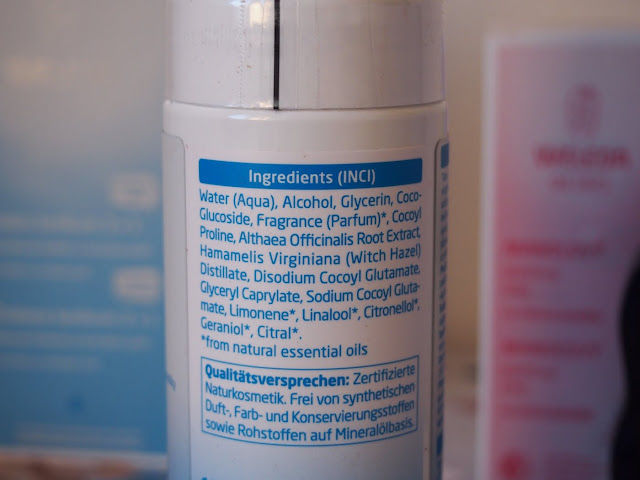 Ingredients (INCI)
Water (Aqua), Alcohol, Glycerin, Coco-
Glucoside, Fragrance (Parfum)*, Cocoyl
Proline, Althaea Officinalis Root Extract,
Hamamelis Virginiana (Witch Hazel)
Distillate, Disodium Cocoyl Glutamate,
Glyceryl Caprylate, Sodium Cocoyl Gluta-
mate, Limonene*, Linalool*, Citronellol*,
Geraniol*, Citral*.
*from natural essential oils
Qualitätsversprechen: Zertifizierte
Naturkosmetik. Frei von synthetischen
Duft-, Farb- und Konservierungsstoffen
sowie Rohstoffen auf Mineralölbasis.
WELEDA